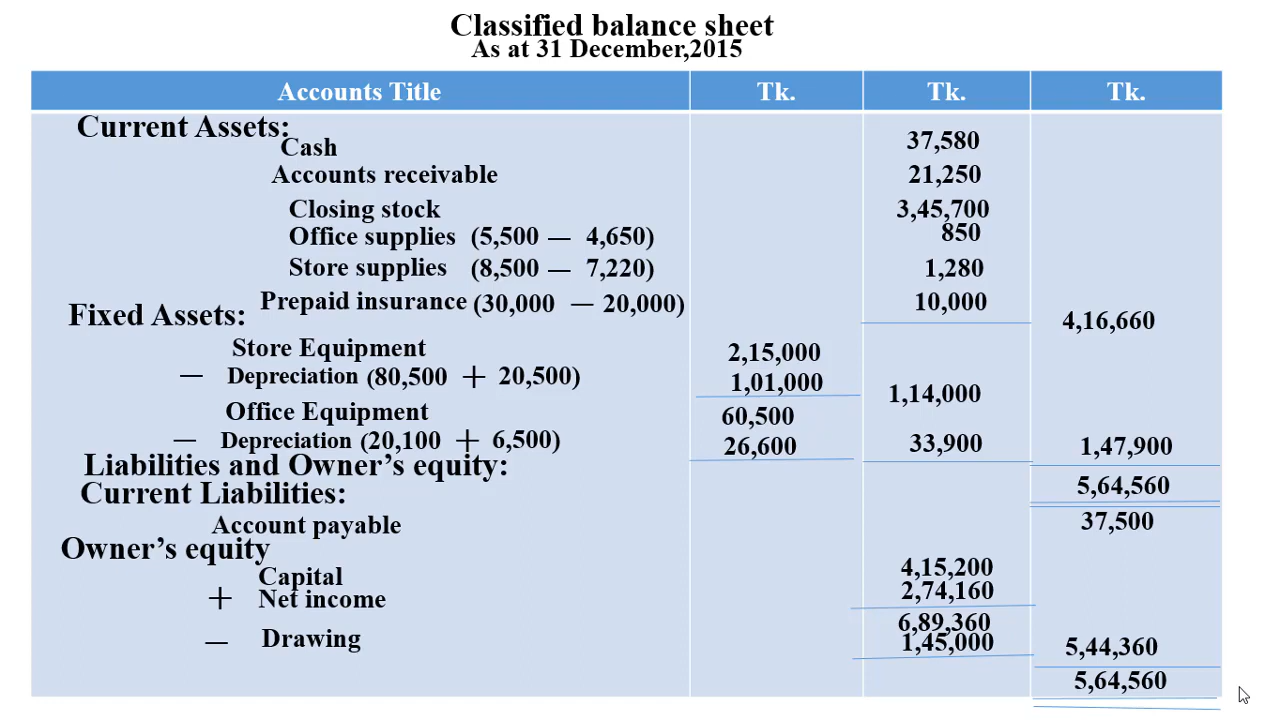 Classified balance sheet
As at 31 December,2015
Accounts Title Tk. Tk. Tk.
Current Assets:
Cash 37,580
Accounts receivable 21,250
Closing stock 3,45,700
Office supplies (5,500 — 4,650) 850
Store supplies (8,500 — 7,220) 1,280
Prepaid insurance (30,000 — 20,000) 10,000 4,16,660
Fixed Assets:
Store Equipment 2,15,000
— Depreciation (80,500 + 20,500) 1,01,000 1,14,000
Office Equipment 60,500
— Depreciation (20,100 + 6,500) 26,600 33,900 1,47,900
Liabilities and Owner's equity: 5,64,560
Current Liabilities:
Account payable 37,500
Owner's equity
Capital 4,15,200
+ Net income 2,74,160
6,89,360
— Drawing 1,45,000 5,44,360
5,64,560